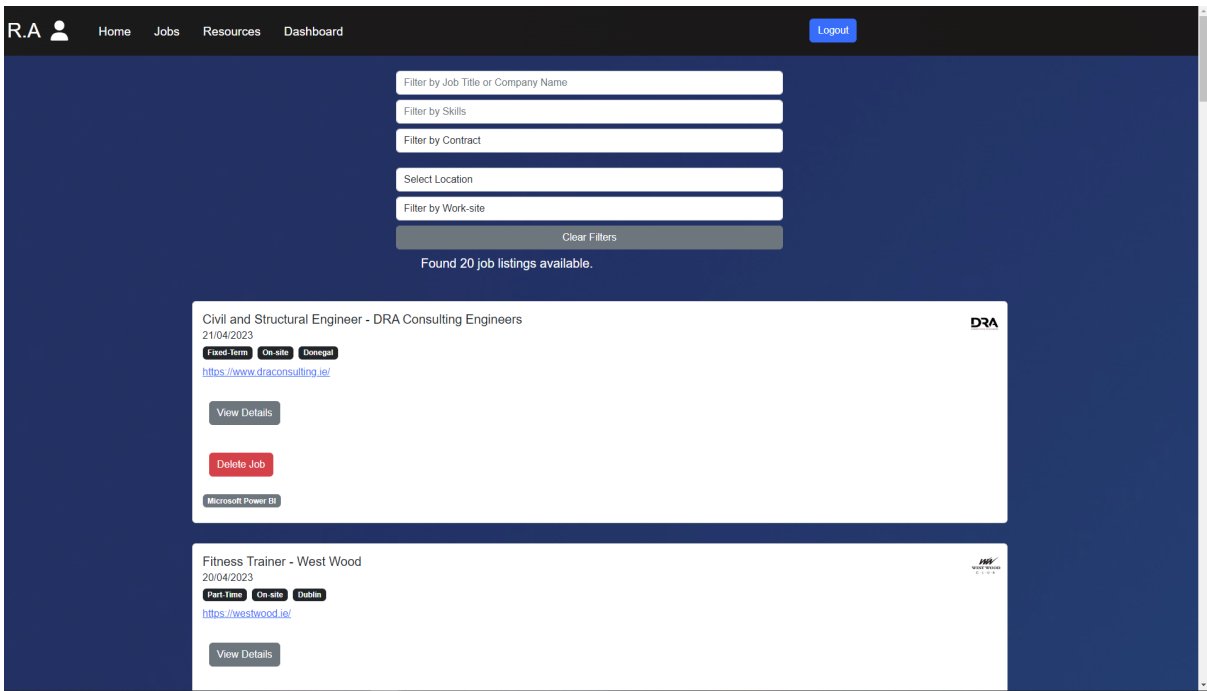 R.A Home Jobs Resources Dashboard Logout
Filter by Job Title or Company Name
Filter by Skills
Filter by Contract
Select Location
Filter by Work-site
Clear Filters
Found 20 job listings available.
Civil and Structural Engineer - DRA Consulting Engineers
DRA
21/04/2023
Fixed-Term On-site Donegal
https://www.draconsulting.ie/
View Details
Delete Job
Microsoft Power BI
Fitness Trainer - West Wood
WEST WOOD
CLUB
20/04/2023
Part-Time On-site Dublin
https://westwood.ie/
View Details